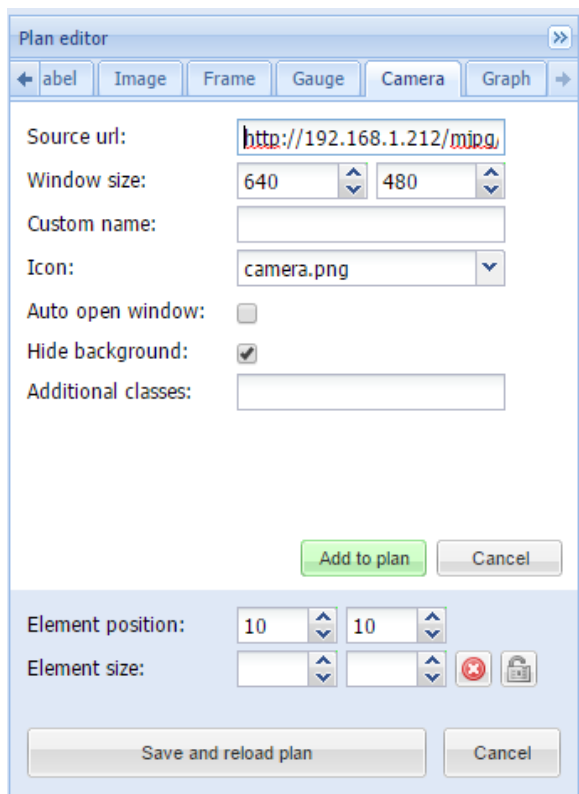 Plan editor
abel Image Frame Gauge Camera Graph
Source url: http://192.168.1.212/mjpg/
Window size: 640 480
Custom name:
Icon: camera.png
Auto open window:
Hide background:
Additional classes:
Add to plan Cancel
Element position: 10 10
Element size:
Save and reload plan Cancel